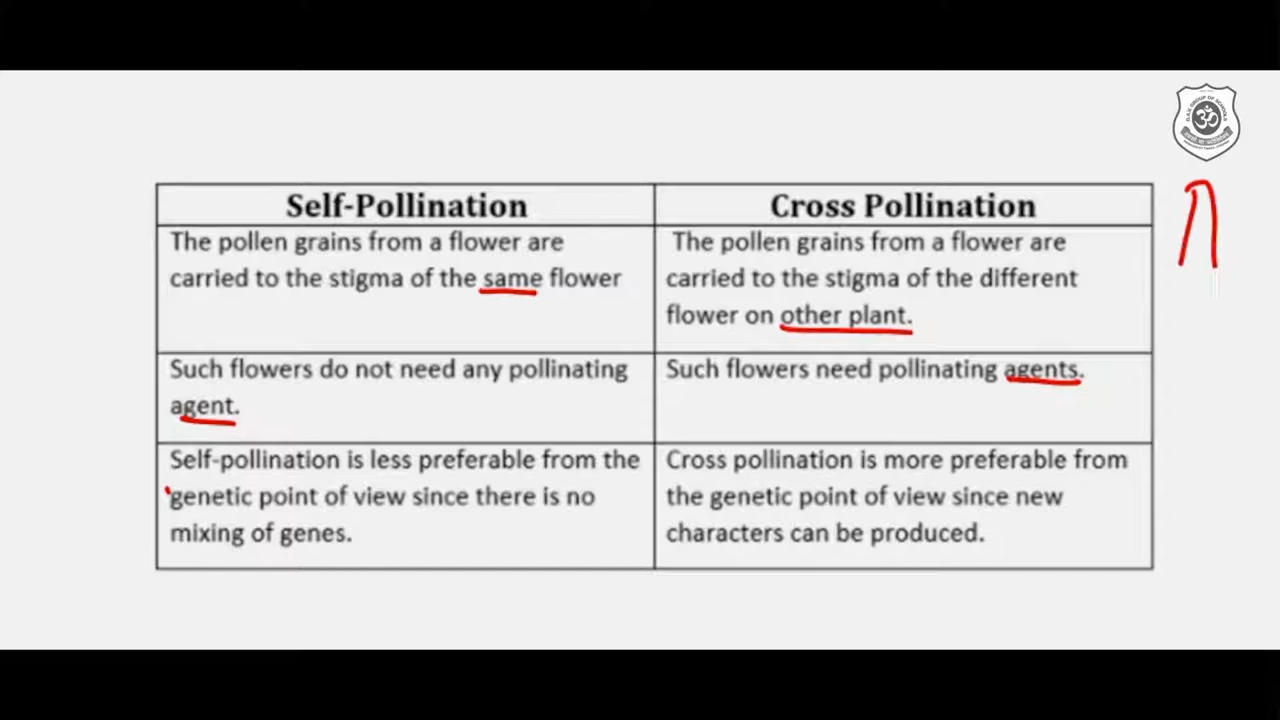 D.A.V. GROUP OF SCHOOLS
ॐ
Self-Pollination
Cross Pollination
The pollen grains from a flower are
carried to the stigma of the same flower
The pollen grains from a flower are
carried to the stigma of the different
flower on other plant.
Such flowers do not need any pollinating
agent.
Such flowers need pollinating agents.
Self-pollination is less preferable from the
genetic point of view since there is no
mixing of genes.
Cross pollination is more preferable from
the genetic point of view since new
characters can be produced.